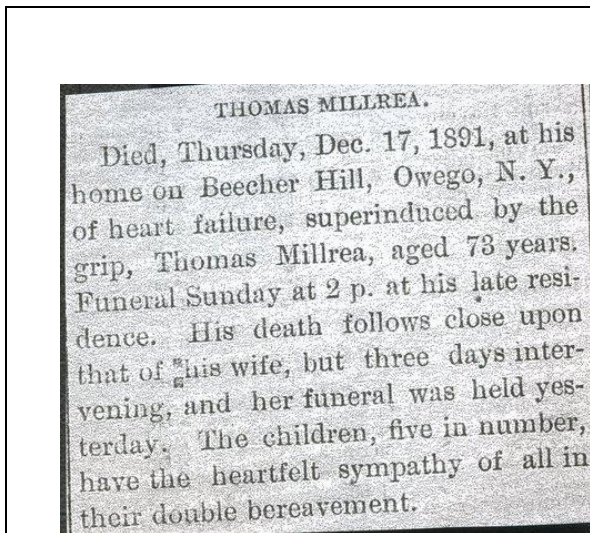 THOMAS MILLREA.
Died, Thursday, Dec. 17, 1891, at his
home on Beecher Hill, Owego, N. Y.,
of heart failure, superinduced by the
grip, Thomas Millrea, aged 73 years.
Funeral Sunday at 2 p. at his late resi-
dence. His death follows close upon
that of his wife, but three days inter-
vening, and her funeral was held yes-
terday. The children, five in number,
have the heartfelt sympathy of all in
their double bereavement.